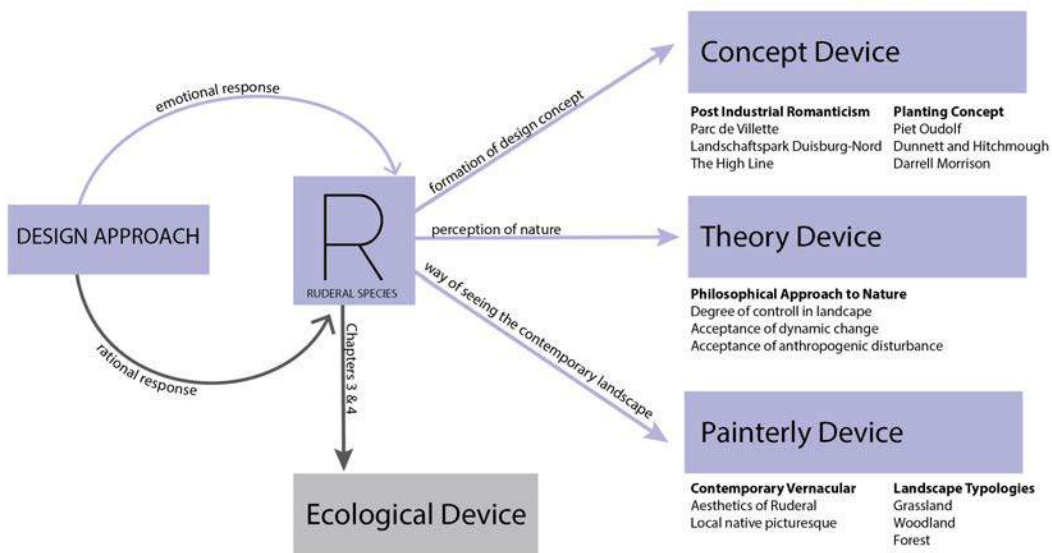 emotional response
DESIGN APPROACH
rational response
R
RUDERAL SPECIES
Chapters 3 & 4
Ecological Device
formation of design concept
Concept Device
Post Industrial Romanticism
Parc de Villette
Landschaftspark Duisburg-Nord
The High Line
Planting Concept
Piet Oudolf
Dunnett and Hitchmough
Darrell Morrison
perception of nature
Theory Device
Philosophical Approach to Nature
Degree of controll in landcape
Acceptance of dynamic change
Acceptance of anthropogenic disturbance
way of seeing the contemporary landscape
Painterly Device
Contemporary Vernacular
Aesthetics of Ruderal
Local native picturesque
Landscape Typologies
Grassland
Woodland
Forest